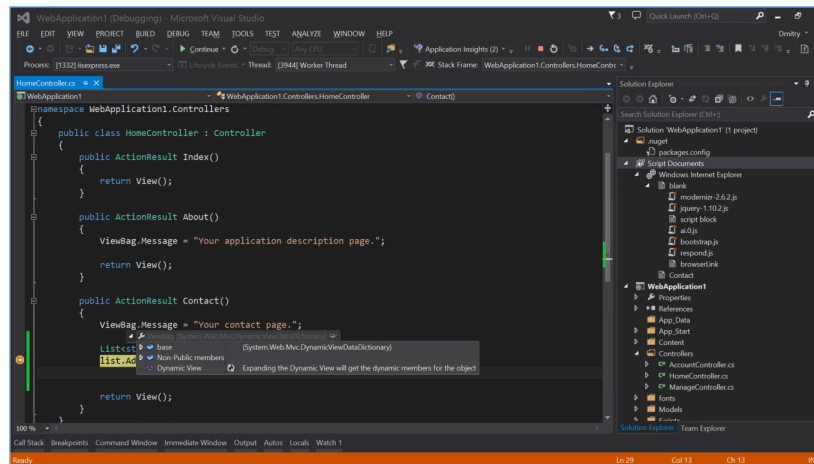 WebApplication1 (Debugging) - Microsoft Visual Studio
3
Quick Launch (Ctrl+Q)
FILE EDIT VIEW PROJECT BUILD DEBUG TEAM TOOLS TEST ANALYZE WINDOW HELP
Dmitry
Continue Debug Any CPU Application Insights (2)
Process: [1332] iisexpress.exe Lifecycle Events Thread: [3944] Worker Thread Stack Frame: WebApplication1.Controllers.HomeContr
HomeController.cs
WebApplication1 WebApplication1.Controllers.HomeController Contact()
namespace WebApplication1.Controllers
{
public class HomeController : Controller
{
public ActionResult Index()
{
return View();
}
public ActionResult About()
{
ViewBag.Message = "Your application description page.";
return View();
}
public ActionResult Contact()
{
ViewBag.Message = "Your contact page.";
ViewBag {System.Web.Mvc.DynamicViewDataDictionary}
List<st
base {System.Web.Mvc.DynamicViewDataDictionary}
list.Ad
Non-Public members
Dynamic View Expanding the Dynamic View will get the dynamic members for the object
return View();
}
}
100 %
Call Stack Breakpoints Command Window Immediate Window Output Autos Locals Watch 1
Ready Ln 29 Col 13 Ch 13 IN
Solution Explorer
Search Solution Explorer (Ctrl+;)
Solution 'WebApplication1' (1 project)
.nuget
packages.config
Script Documents
Windows Internet Explorer
blank
modernizr-2.6.2.js
jquery-1.10.2.js
script block
ai.0.js
bootstrap.js
respond.js
browserLink
Contact
WebApplication1
Properties
References
App_Data
App_Start
Content
Controllers
AccountController.cs
HomeController.cs
ManageController.cs
fonts
Models
Scripts
Solution Explorer Team Explorer